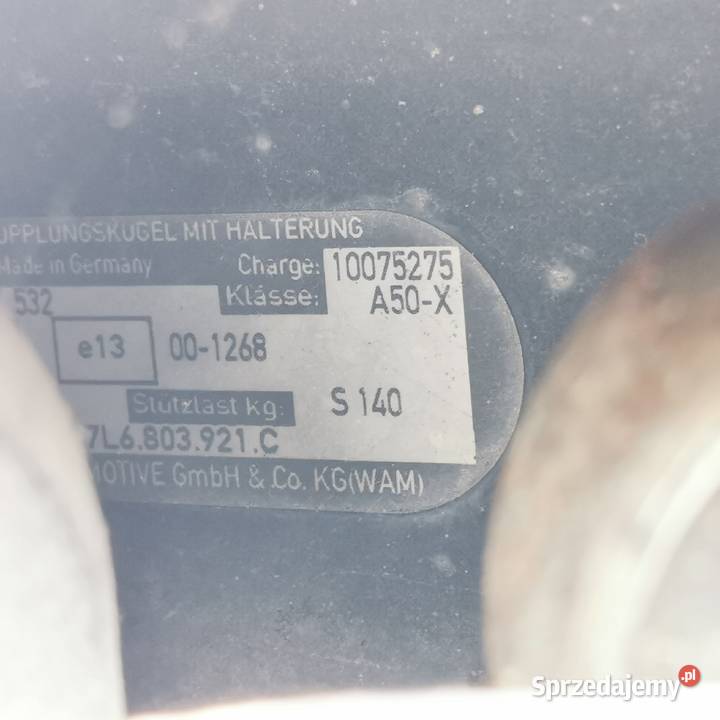 UPPLUNGSKUGEL MIT HALTERUNG
Made in Germany Charge: 10075275
532 Klasse: A50-X
e13 00-1268
Stützlast kg: S 140
7L6.803.921.C
MOTIVE GmbH & Co. KG(WAM)
Sprzedajemy.pl